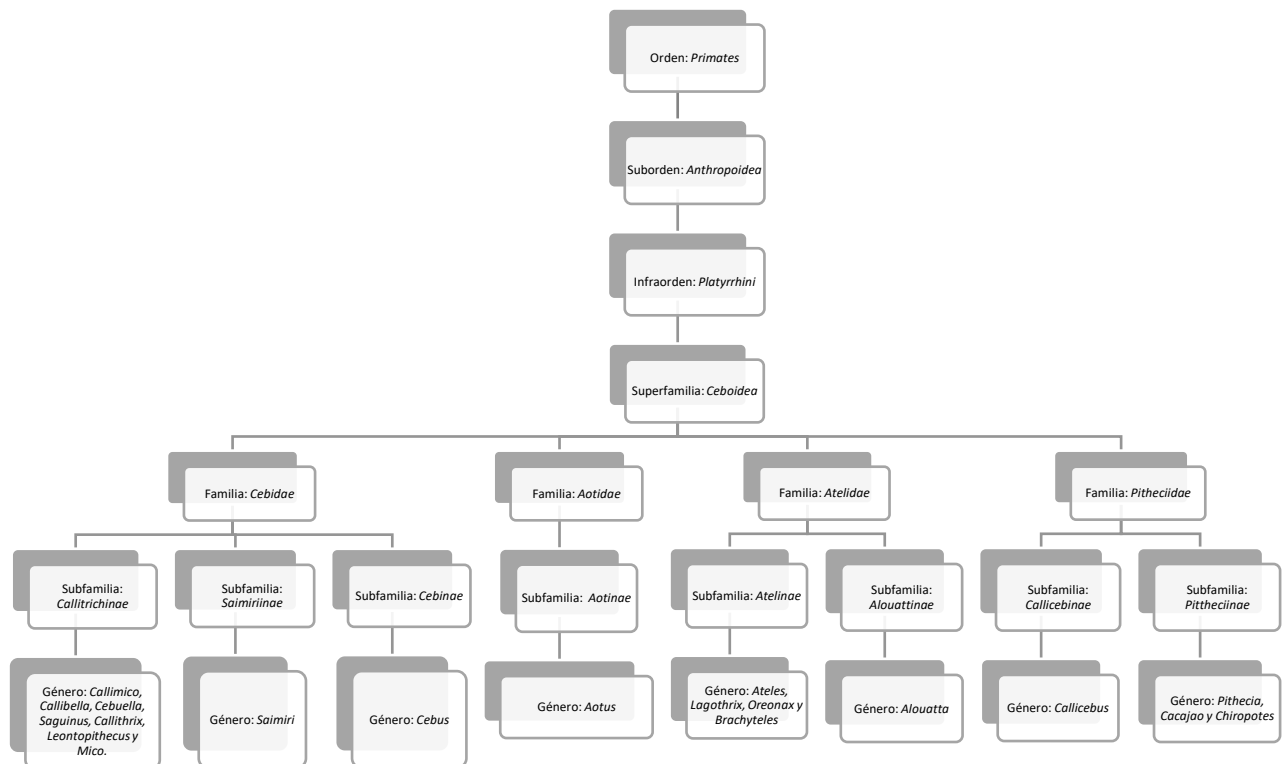 Orden: Primates
Suborden: Anthropoidea
Infraorden: Platyrrhini
Superfamilia: Ceboidea
Familia: Cebidae
Familia: Aotidae
Familia: Atelidae
Familia: Pitheciidae
Subfamilia:
Callitrichinae
Subfamilia:
Saimiriinae
Subfamilia: Cebinae
Subfamilia: Aotinae
Subfamilia: Atelinae
Subfamilia:
Alouattinae
Subfamilia:
Callicebinae
Subfamilia:
Pittheciinae
Género: Callimico,
Callibella, Cebuella,
Saguinus, Callithrix,
Leontopithecus y
Mico.
Género: Saimiri
Género: Cebus
Género: Aotus
Género: Ateles,
Lagothrix, Oreonax y
Brachyteles
Género: Alouatta
Género: Callicebus
Género: Pithecia,
Cacajao y Chiropotes